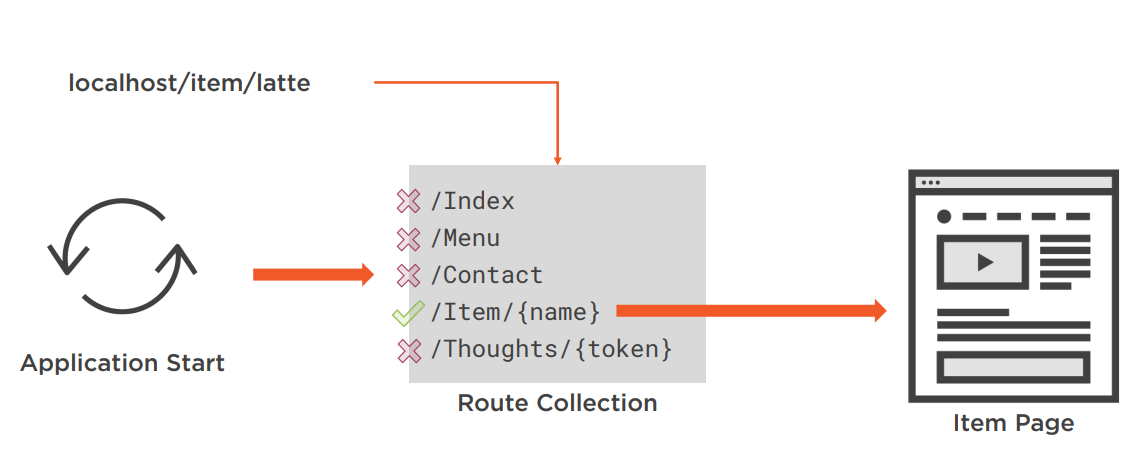 localhost/item/latte
/Index
/Menu
/Contact
/Item/{name}
/Thoughts/{token}
Application Start
Route Collection
Item Page